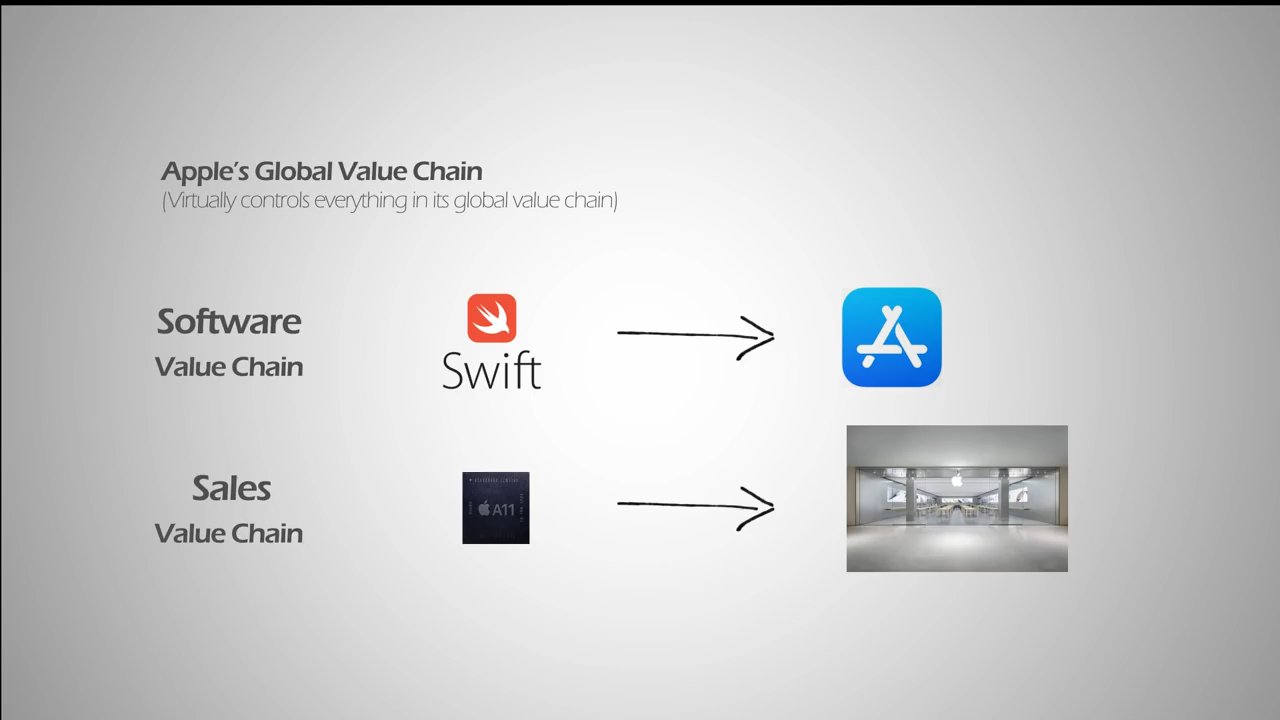 Apple's Global Value Chain
(Virtually controls everything in its global value chain)
Software
Value Chain
Swift
Sales
Value Chain
A11